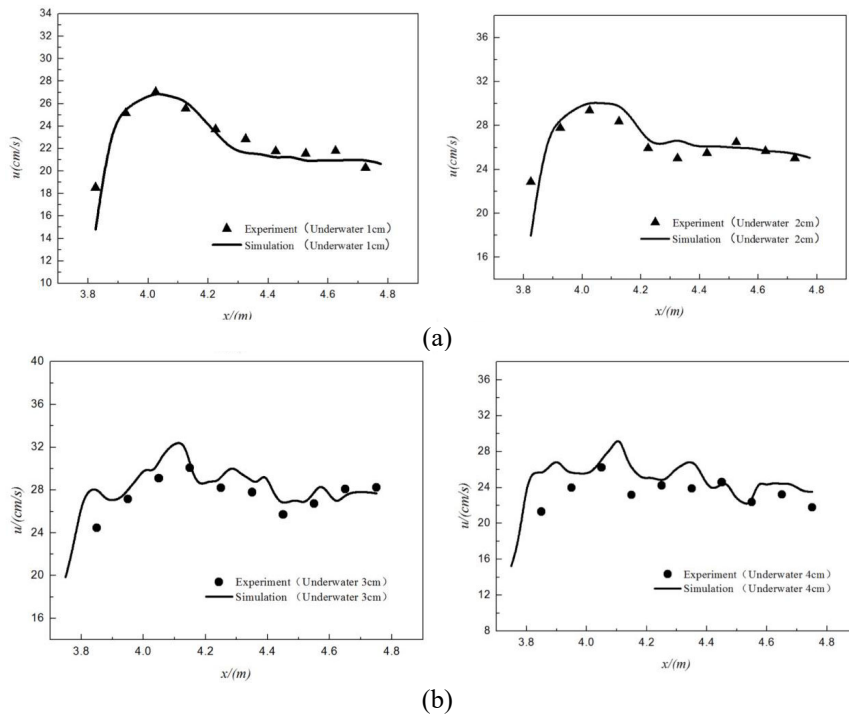 34
32
30
28
26
24
22
20
18
16
14
12
10
u(cm/s)
▲ Experiment（Underwater 1cm）
Simulation（Underwater 1cm）
3.8 4.0 4.2 4.4 4.6 4.8
x/(m)
36
32
28
24
20
16
u(cm/s)
▲ Experiment（Underwater 2cm）
Simulation（Underwater 2cm）
3.8 4.0 4.2 4.4 4.6 4.8
x/(m)
(a)
40
36
32
28
24
20
16
u/(cm/s)
● Experiment（Underwater 3cm）
Simulation （Underwater 3cm）
3.8 4.0 4.2 4.4 4.6 4.8
x/(m)
36
32
28
24
20
16
12
8
u/(cm/s)
● Experiment（Underwater 4cm）
Simulation （Underwater 4cm）
3.8 4.0 4.2 4.4 4.6 4.8
x/(m)
(b)